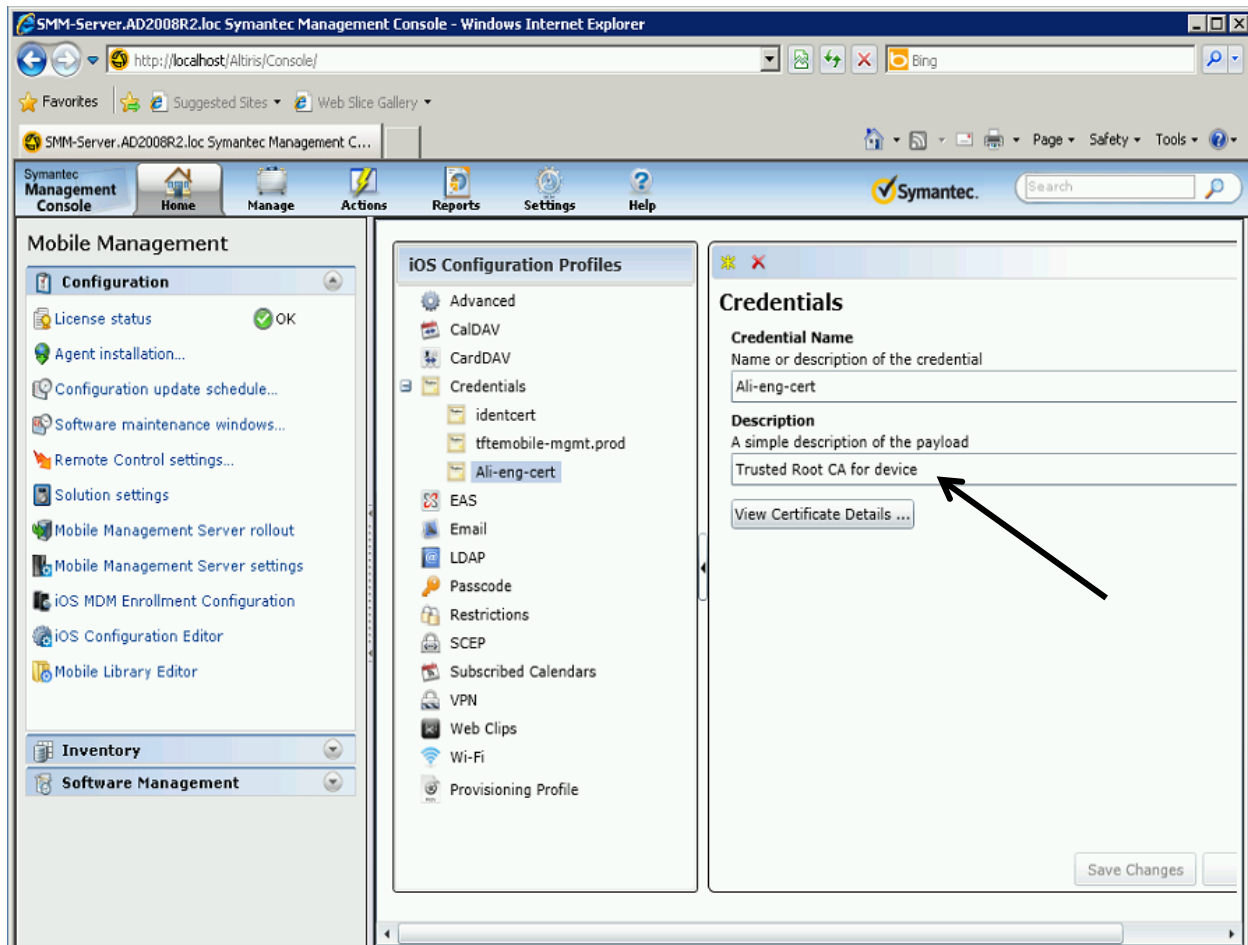 SMM-Server.AD2008R2.loc Symantec Management Console - Windows Internet Explorer
http://localhost/Altiris/Console/
Bing
Favorites
Suggested Sites
Web Slice Gallery
SMM-Server.AD2008R2.loc Symantec Management C...
Page
Safety
Tools
Symantec
Management
Console
Home
Manage
Actions
Reports
Settings
Help
Symantec.
Search
Mobile Management
Configuration
License status
OK
Agent installation...
Configuration update schedule...
Software maintenance windows...
Remote Control settings...
Solution settings
Mobile Management Server rollout
Mobile Management Server settings
iOS MDM Enrollment Configuration
iOS Configuration Editor
Mobile Library Editor
Inventory
Software Management
iOS Configuration Profiles
Advanced
CalDAV
CardDAV
Credentials
identcert
tftemobile-mgmt.prod
Ali-eng-cert
EAS
Email
LDAP
Passcode
Restrictions
SCEP
Subscribed Calendars
VPN
Web Clips
Wi-Fi
Provisioning Profile
Credentials
Credential Name
Name or description of the credential
Ali-eng-cert
Description
A simple description of the payload
Trusted Root CA for device
View Certificate Details ...
Save Changes